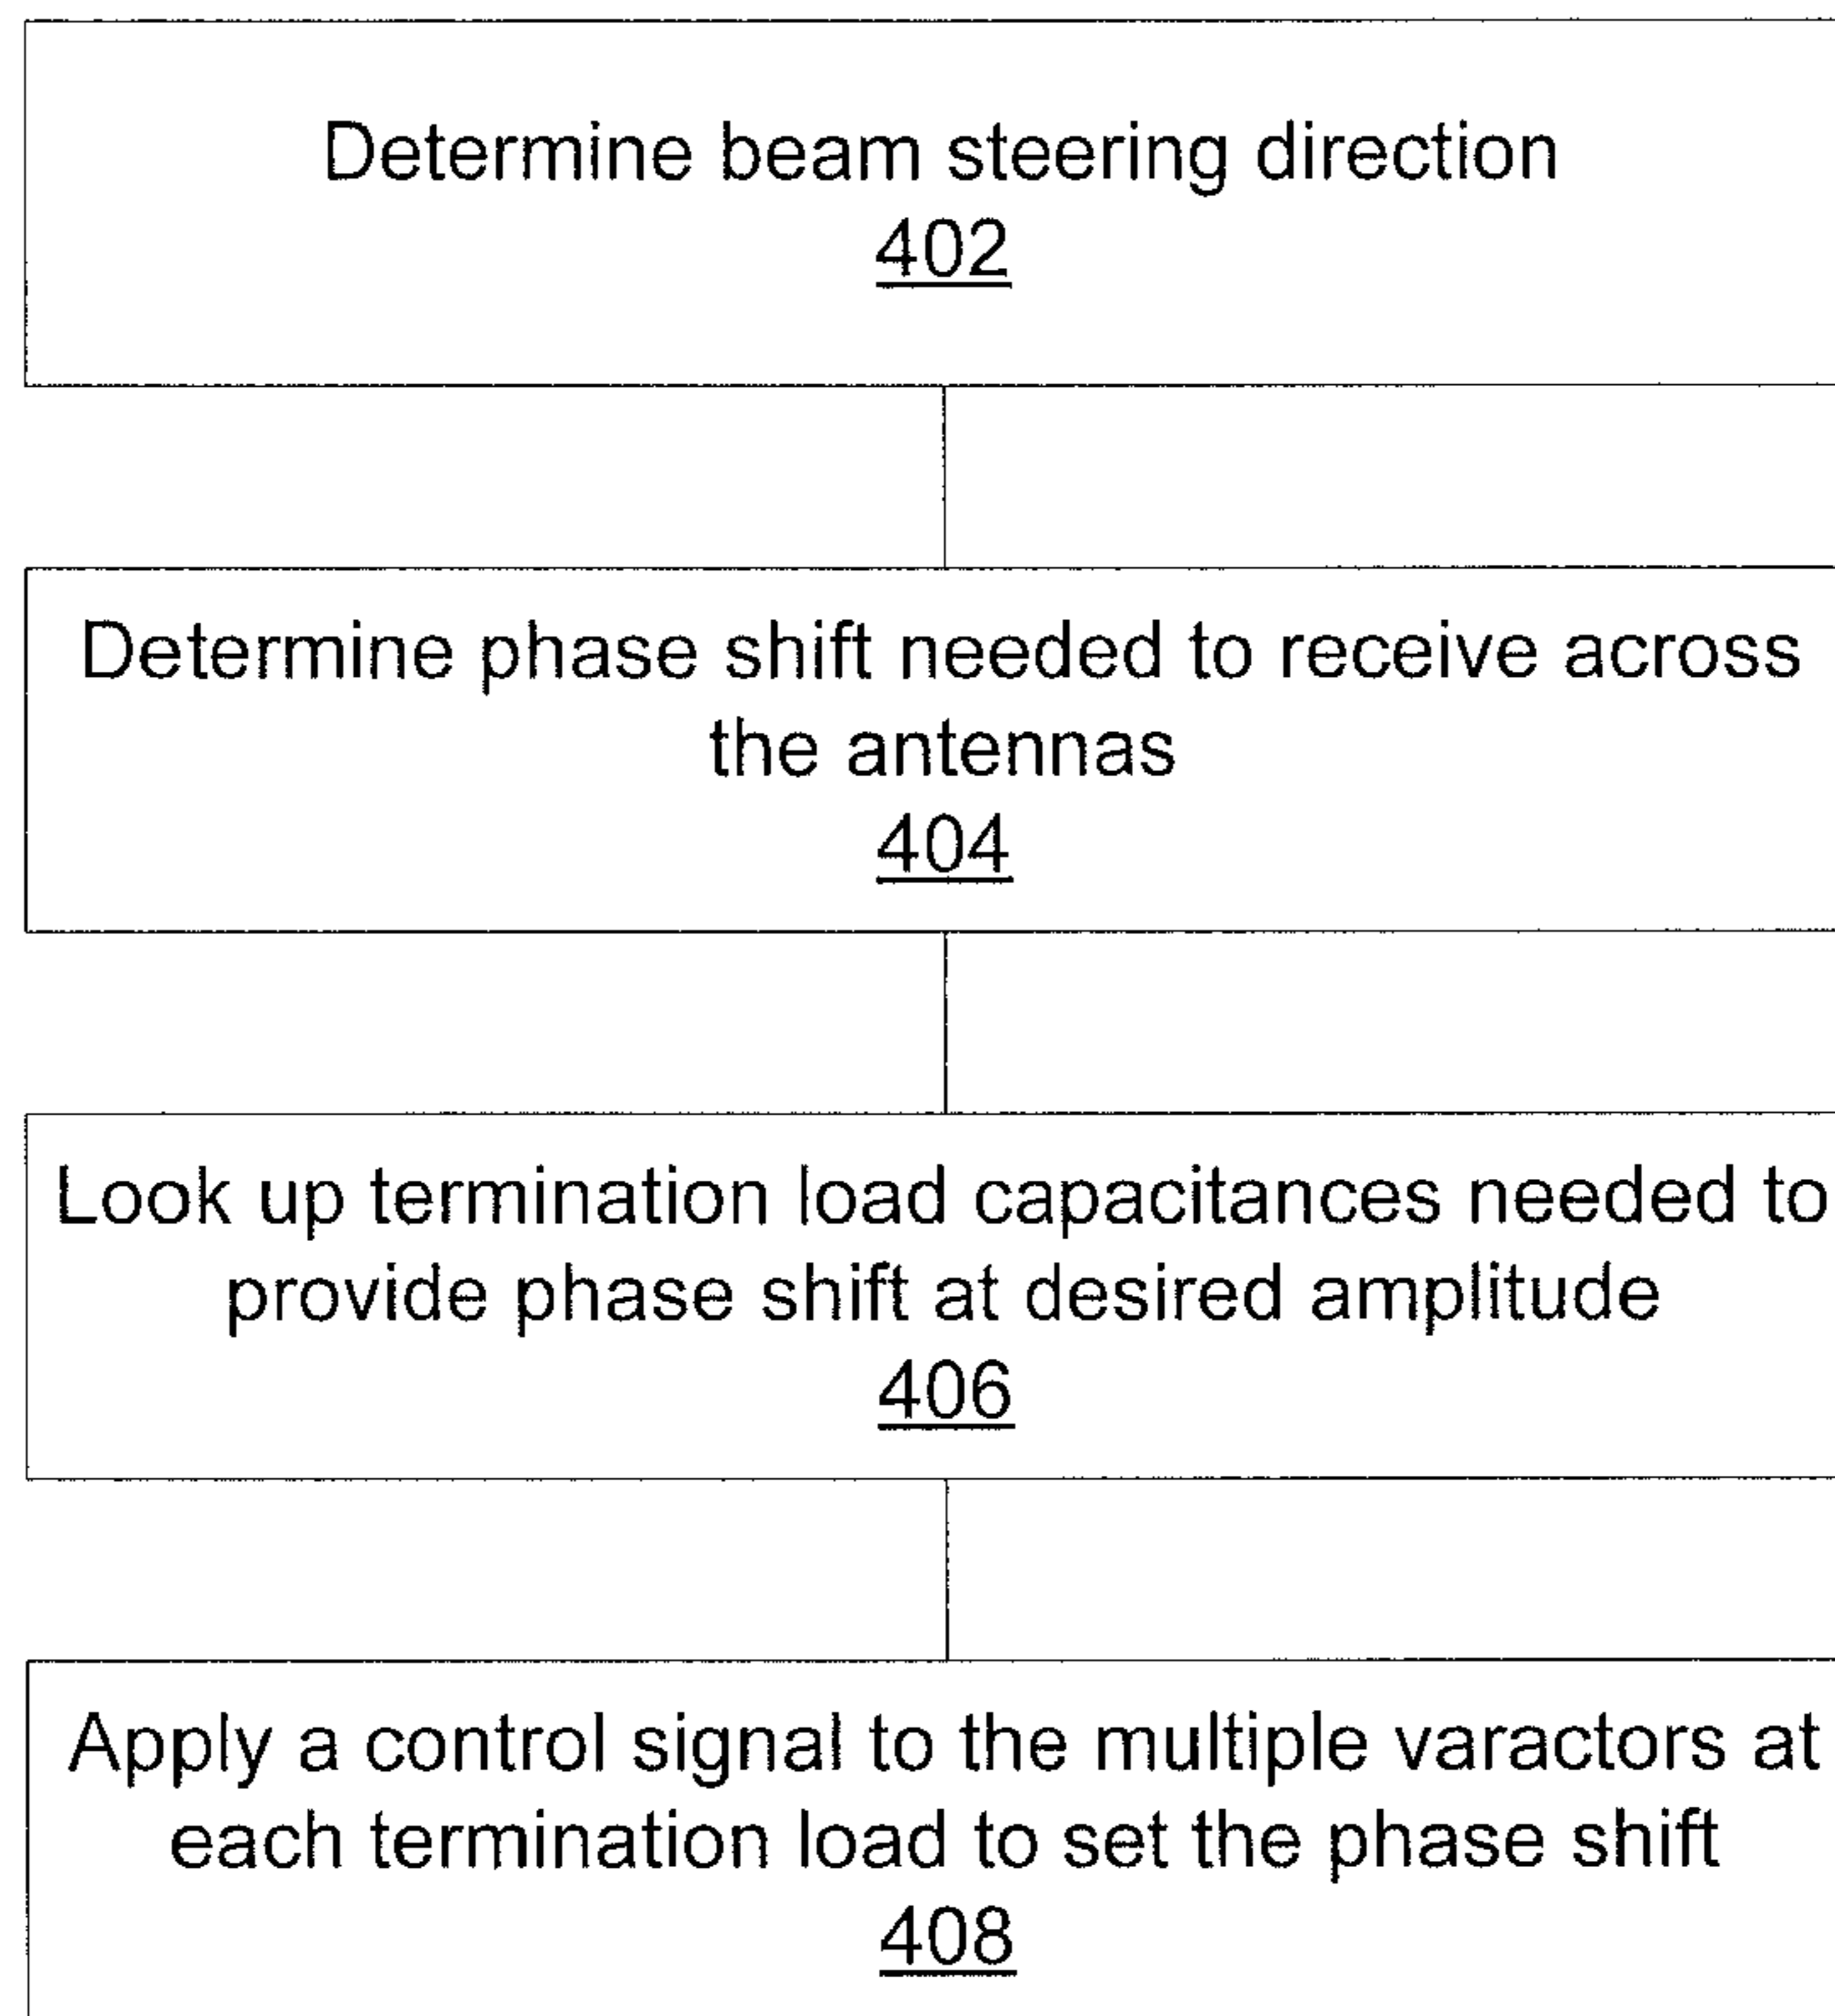 Determine beam steering direction
402
Determine phase shift needed to receive across
the antennas
404
Look up termination load capacitances needed to
provide phase shift at desired amplitude
406
Apply a control signal to the multiple varactors at
each termination load to set the phase shift
408